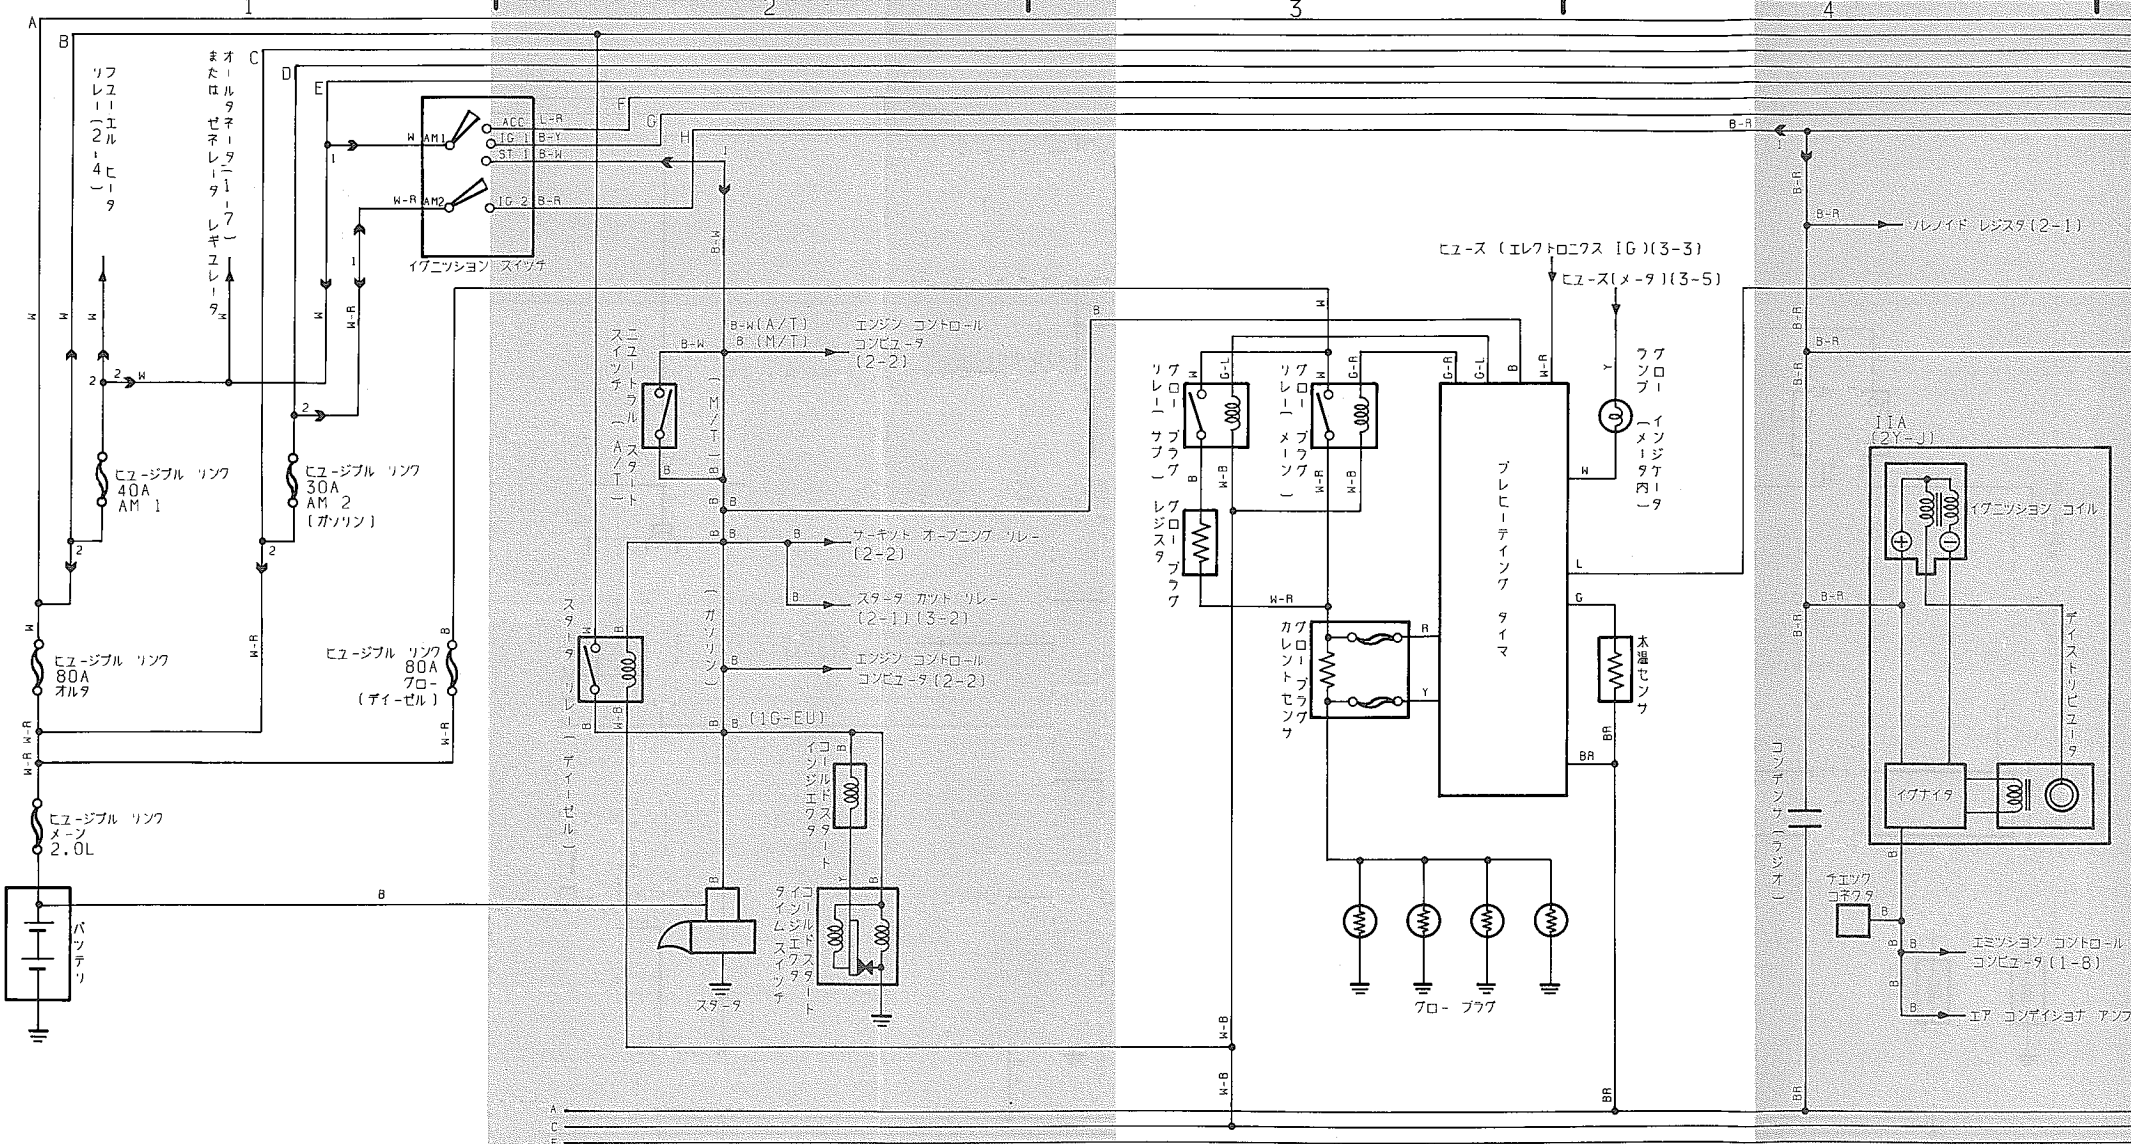 1
2
3
4
A
B
C
D
E
F
G
H
フューエル ヒータ
リレー(2-4)
オールタネータ(1-7)
または ゼネレータ レギュレータ
W
AM1
ACC
L-R
IG 1
B-Y
ST 1
B-W
W-R
AM2
IG 2
B-R
イグニッション スイッチ
1
1
1
1
B-R
B-W
W
W
W
W
W
W-R
2
2
W
2
2
2
ヒュージブル リンク
40A
AM 1
ヒュージブル リンク
30A
AM 2
(ガソリン)
W
ヒュージブル リンク
80A
オルタ
W-R
W-R
W-R
B
ヒュージブル リンク
80A
グロー
(ディーゼル)
W-R
ヒュージブル リンク
メーン
2.0L
バッテリ
B
ニュートラル スタート
スイッチ(A/T)
B-W
B-W(A/T)
B (M/T)
エンジン コントロール
コンピュータ
(2-2)
(M/T)
B
B
B
B
B
B
サーキット オープニング リレー
(2-2)
B
スタータ カット リレー
(2-1)(3-2)
(ガソリン)
スタータ リレー(ディーゼル)
W
B
B
エンジン コントロール
コンピュータ(2-2)
B
W-B
B
B
(1G-EU)
コールドスタート
インジェクタ
B
Y
B
B
コールドスタート
インジェクタ
タイム スイッチ
スタータ
B
W
ヒューズ (エレクトロニクス IG)(3-3)
ヒューズ(メータ)(3-5)
グロー プラグ
リレー(サブ)
W
G-L
グロー プラグ
リレー(メーン)
W
G-R
G-R
G-L
B
W-R
Y
グロー インジケータ
ランプ (メータ内)
B
W-B
W-R
W-B
W
グロー プラグ
レジスタ
プレヒーティング タイマ
W-R
グロー プラグ
カレント センサ
R
Y
L
G
水温センサ
BR
BR
グロー プラグ
W-B
W-B
BR
B-R
B-R
ソレノイド レジスタ(2-1)
B-R
B-R
B-R
IIA
(2Y-J)
イグニッション コイル
B-R
B-R
ディストリビュータ
コンデンサ(ラジオ)
イグナイタ
B
チェック
コネクタ
B
B
B
エミッション コントロール
コンピュータ(1-8)
B
B
エア コンディショナ アンプ
BR
A
C